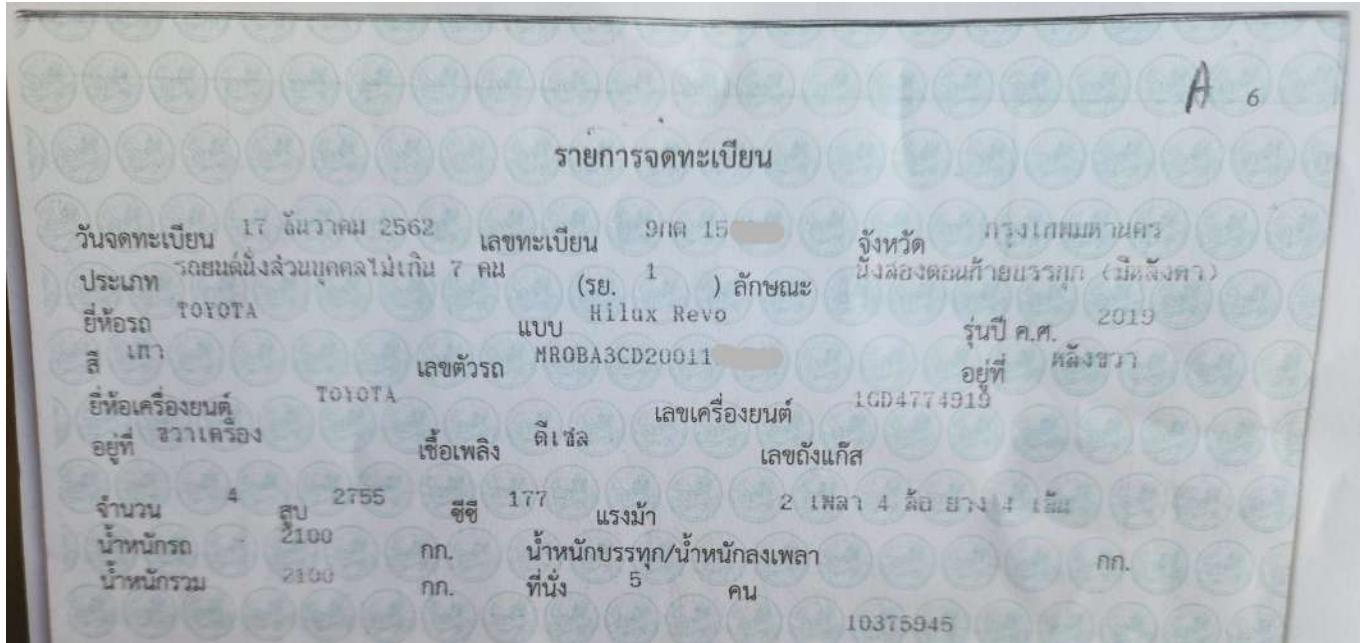 A 6
รายการจดทะเบียน
วันจดทะเบียน 17 ธันวาคม 2562 เลขทะเบียน 9กด 15 จังหวัด กรุงเทพมหานคร
ประเภท รถยนต์นั่งส่วนบุคคลไม่เกิน 7 คน (รย. 1 ) ลักษณะ นั่งสองตอนท้ายบรรทุก (มีหลังคา)
ยี่ห้อรถ TOYOTA แบบ Hilux Revo รุ่นปี ค.ศ. 2019
สี เทา เลขตัวรถ MR0BA3CD20011 อยู่ที่ หลังขวา
ยี่ห้อเครื่องยนต์ TOYOTA เลขเครื่องยนต์ 1GD4774919
อยู่ที่ ขวาเครื่อง เชื้อเพลิง ดีเซล เลขถังแก๊ส
จำนวน 4 สูบ 2755 ซีซี 177 แรงม้า 2 เพลา 4 ล้อ ยาง 4 เส้น
น้ำหนักรถ 2100 กก. น้ำหนักบรรทุก/น้ำหนักลงเพลา กก.
น้ำหนักรวม 2100 กก. ที่นั่ง 5 คน
10375945